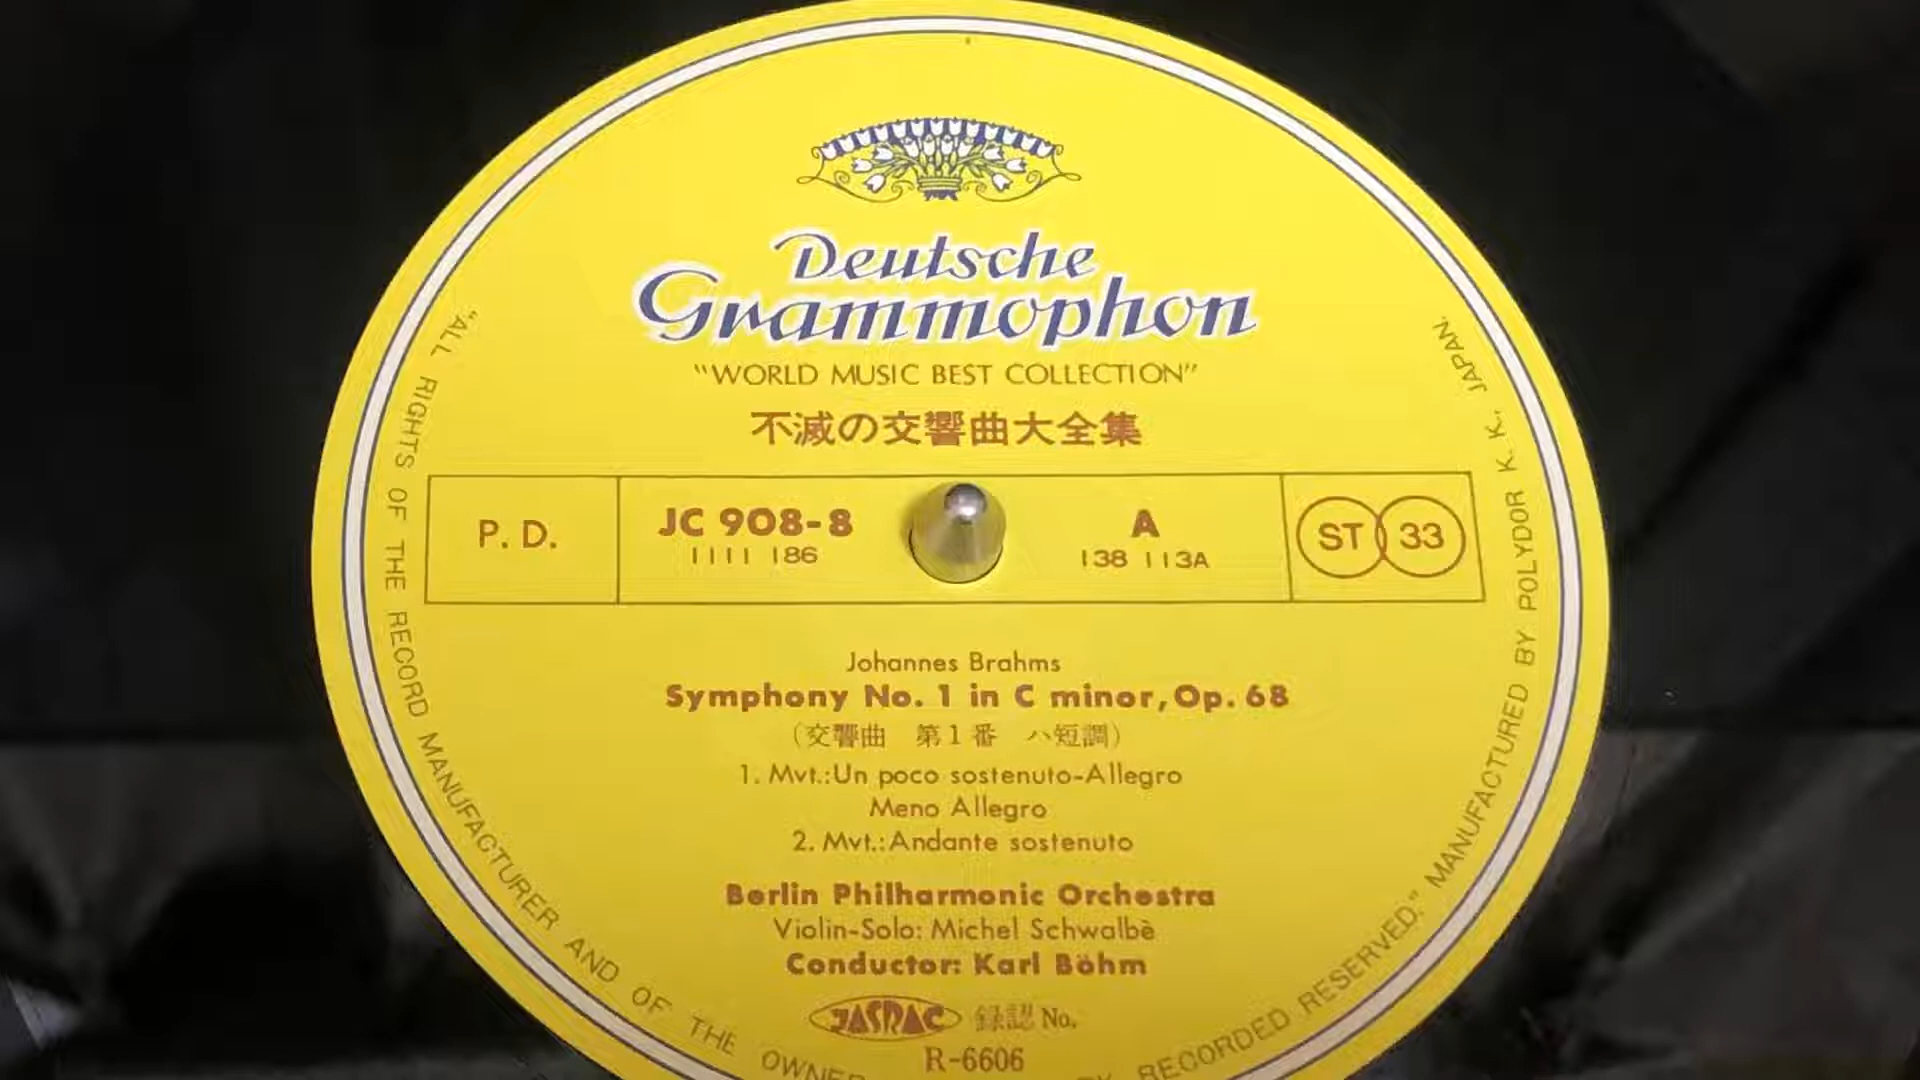 Deutsche
Grammophon
"WORLD MUSIC BEST COLLECTION"
不滅の交響曲大全集
P. D.
JC 908-8
1111 186
A
138 113A
ST 33
Johannes Brahms
Symphony No. 1 in C minor, Op. 68
(交響曲 第1番 ハ短調)
1. Mvt.:Un poco sostenuto-Allegro
Meno Allegro
2. Mvt.:Andante sostenuto
Berlin Philharmonic Orchestra
Violin-Solo: Michel Schwalbè
Conductor: Karl Böhm
JASRAC 録認 No.
R-6606
"ALL RIGHTS OF THE RECORD MANUFACTURER AND OF THE RECORDED RESERVED." MANUFACTURED BY POLYDOR K. K., JAPAN.